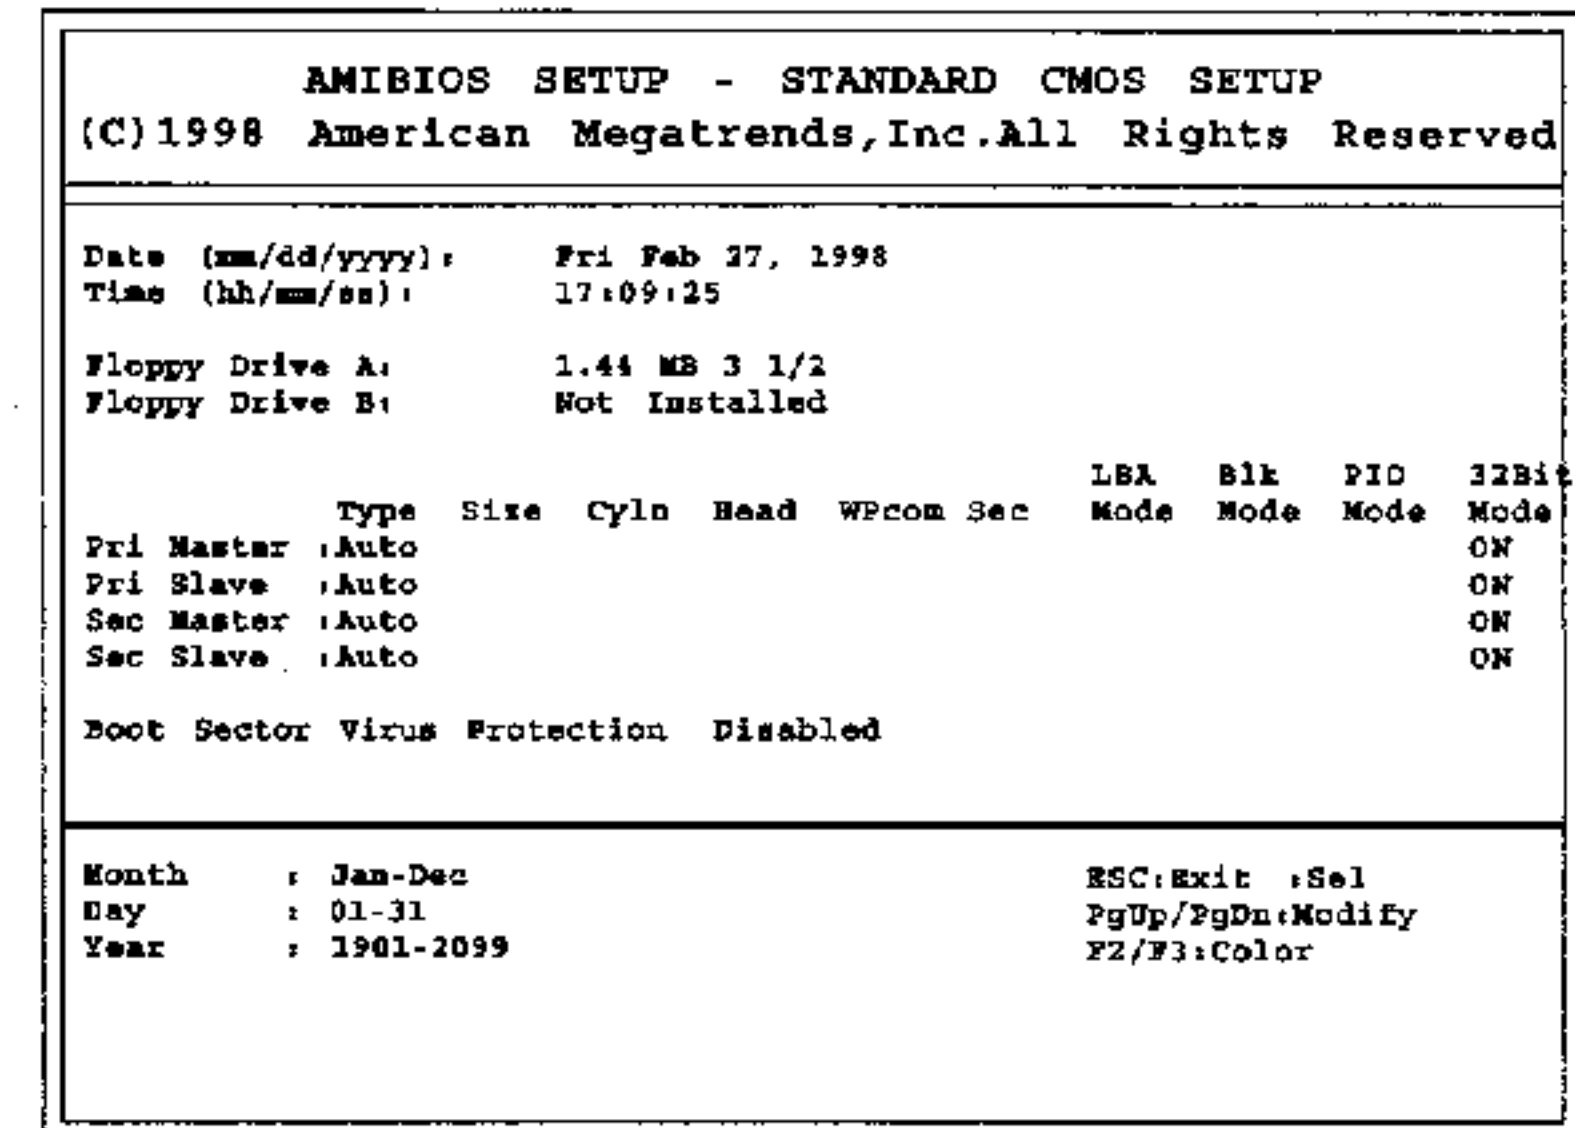 AMIBIOS SETUP - STANDARD CMOS SETUP
(C)1998 American Megatrends,Inc.All Rights Reserved
Date (mm/dd/yyyy): Fri Feb 27, 1998
Time (hh/mm/ss): 17:09:25
Floppy Drive A: 1.44 MB 3 1/2
Floppy Drive B: Not Installed
LBA Blk PIO 32Bit
Type Size Cyln Head WPcom Sec Mode Mode Mode Mode
Pri Master :Auto ON
Pri Slave :Auto ON
Sec Master :Auto ON
Sec Slave :Auto ON
Boot Sector Virus Protection Disabled
Month : Jan-Dec
Day : 01-31
Year : 1901-2099
ESC:Exit :Sel
PgUp/PgDn:Modify
F2/F3:Color